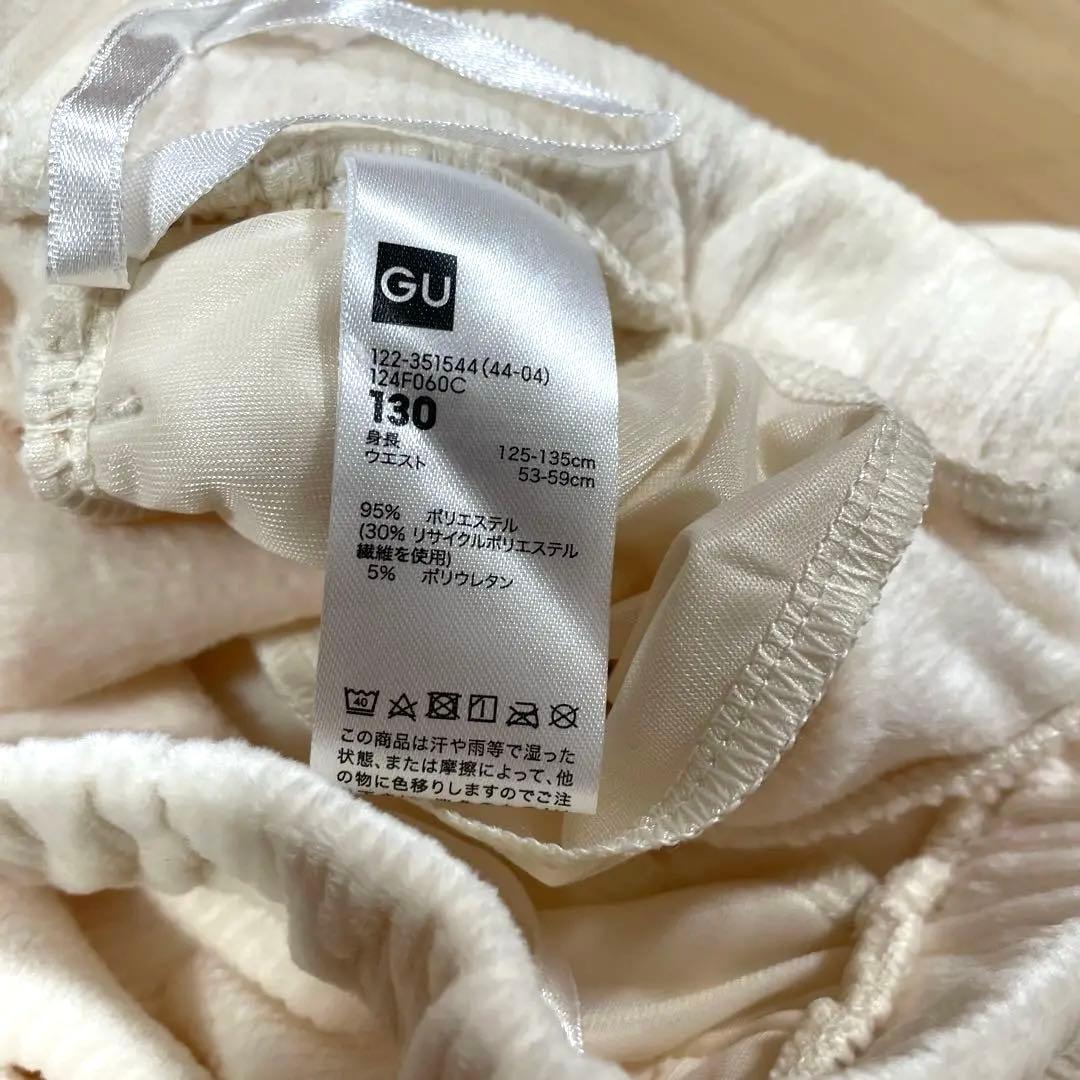 GU
122-351544(44-04)
124F060C
130
身長 125-135cm
ウエスト 53-59cm
95% ポリエステル
(30% リサイクルポリエステル
繊維を使用)
5% ポリウレタン
40
この商品は汗や雨等で湿った
状態、または摩擦によって、他
の物に色移りしますのでご注